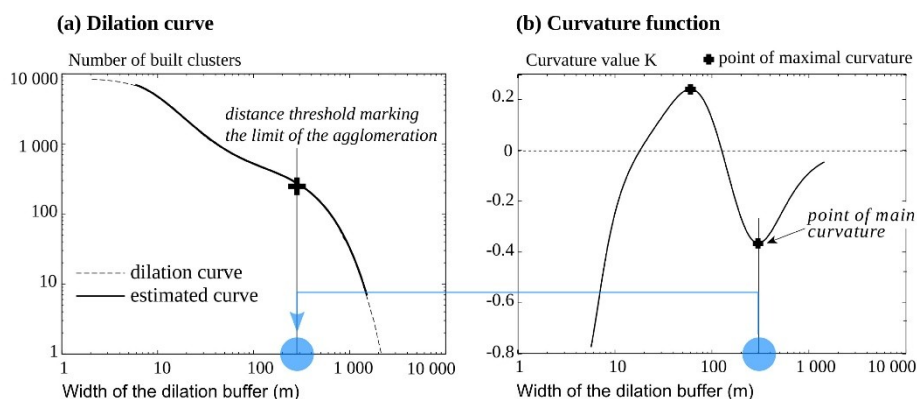 (a) Dilation curve
Number of built clusters
10 000
1 000
100
10
1
distance threshold marking
the limit of the agglomeration
dilation curve
estimated curve
1
10
100
1 000
10 000
Width of the dilation buffer (m)
(b) Curvature function
Curvature value K
point of maximal curvature
0.2
0
-0.2
-0.4
-0.6
-0.8
point of main
curvature
1
10
100
1 000
10 000
Width of the dilation buffer (m)